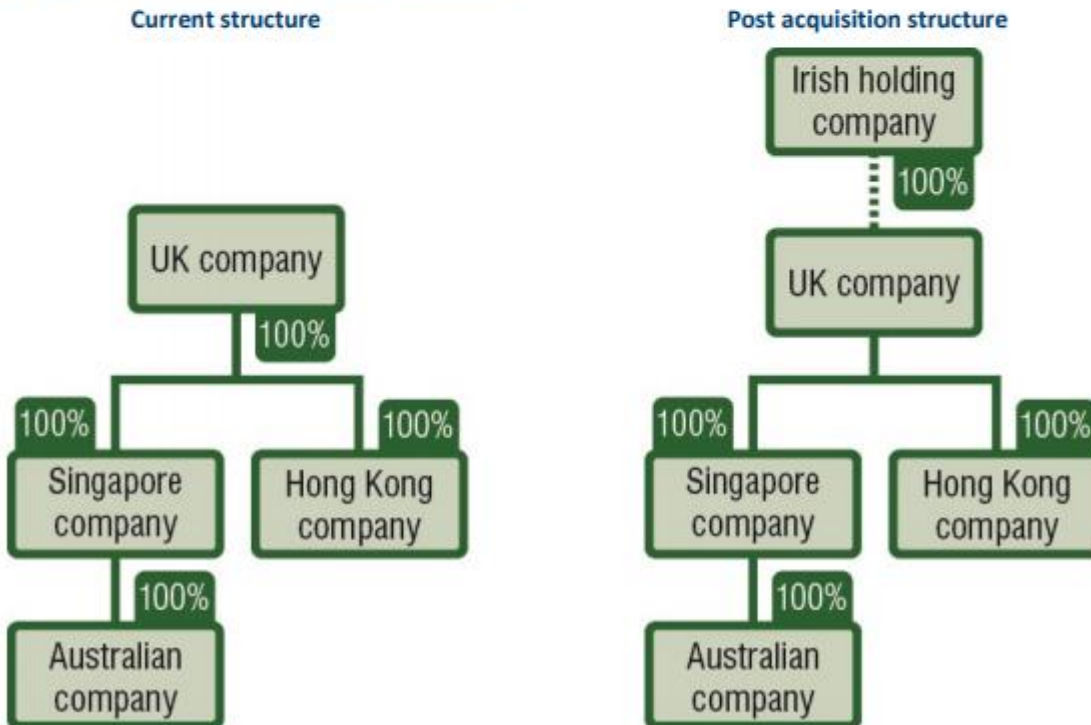 Current structure
UK company
100%
100%
100%
Singapore
company
Hong Kong
company
100%
Australian
company
Post acquisition structure
Irish holding
company
100%
UK company
100%
100%
Singapore
company
Hong Kong
company
100%
Australian
company